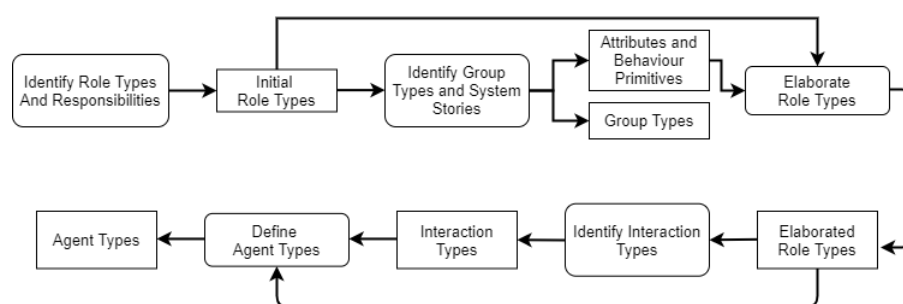 Identify Role Types
And Responsibilities
Initial
Role Types
Identify Group
Types and System
Stories
Attributes and
Behaviour
Primitives
Group Types
Elaborate
Role Types
Agent Types
Define
Agent Types
Interaction
Types
Identify Interaction
Types
Elaborated
Role Types